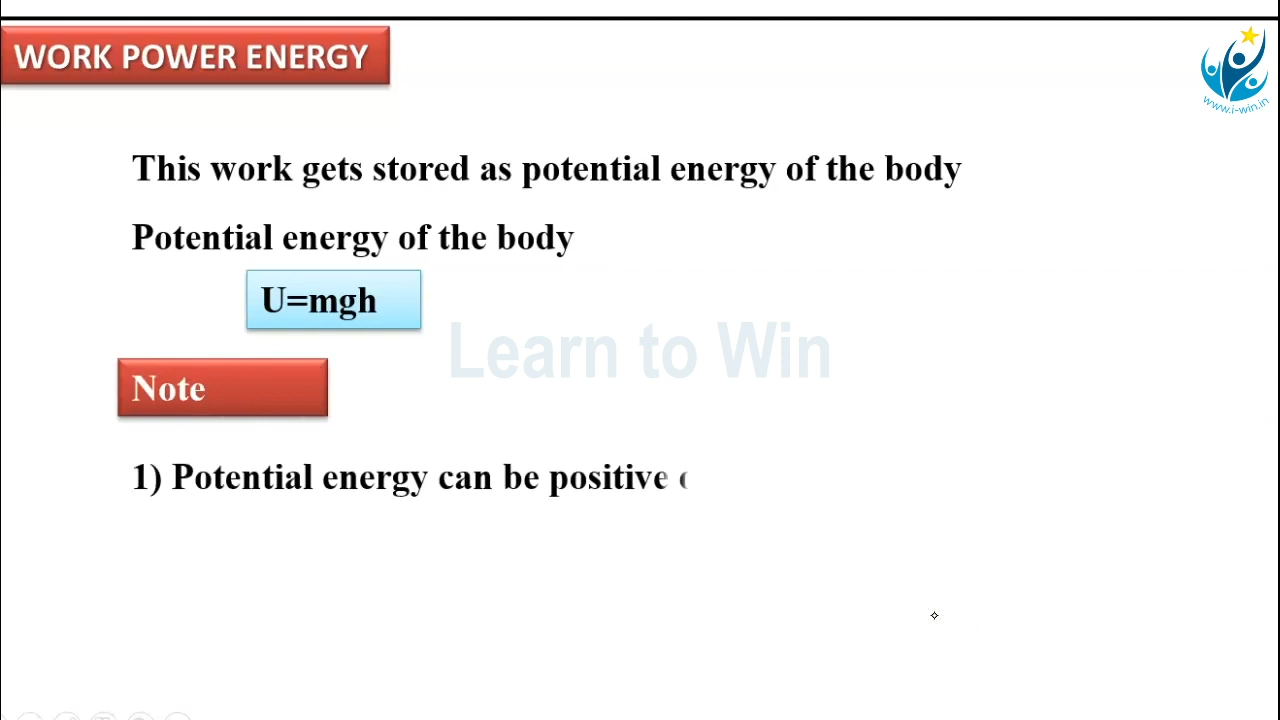 WORK POWER ENERGY
www.i-win.in
This work gets stored as potential energy of the body
Potential energy of the body
U=mgh
Learn to Win
Note
1) Potential energy can be positive